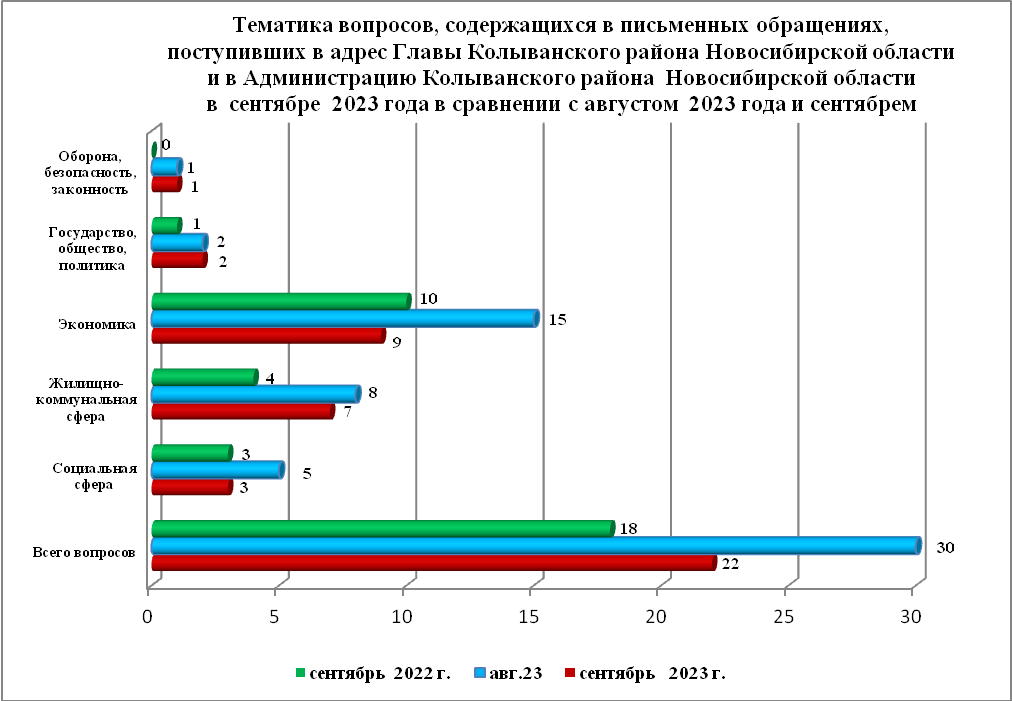 Тематика вопросов, содержащихся в письменных обращениях,
поступивших в адрес Главы Колыванского района Новосибирской области
и в Администрацию Колыванского района Новосибирской области
в сентябре 2023 года в сравнении с августом 2023 года и сентябрем
Оборона,
безопасность,
законность
0
1
1
Государство,
общество,
политика
1
2
2
Экономика
10
15
9
Жилищно-
коммунальная
сфера
4
8
7
Социальная
сфера
3
5
3
Всего вопросов
18
30
22
0 5 10 15 20 25 30
сентябрь 2022 г. авг.23 сентябрь 2023 г.